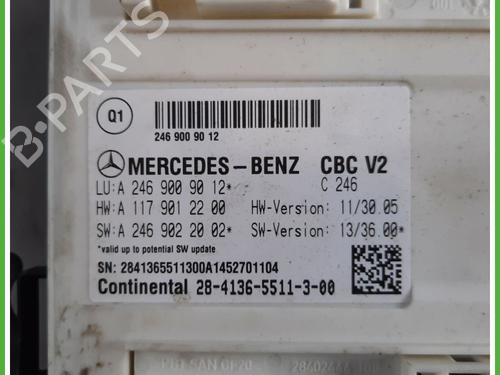 Q1
246 900 90 12
MERCEDES-BENZ CBC V2
LU: A 246 900 90 12* C 246
HW: A 117 901 22 00 HW-Version: 11/30.05
SW: A 246 902 20 02* SW-Version: 13/36.00*
*valid up to potential SW update
SN: 2841365511300A1452701104
Continental 28-4136-5511-3-00